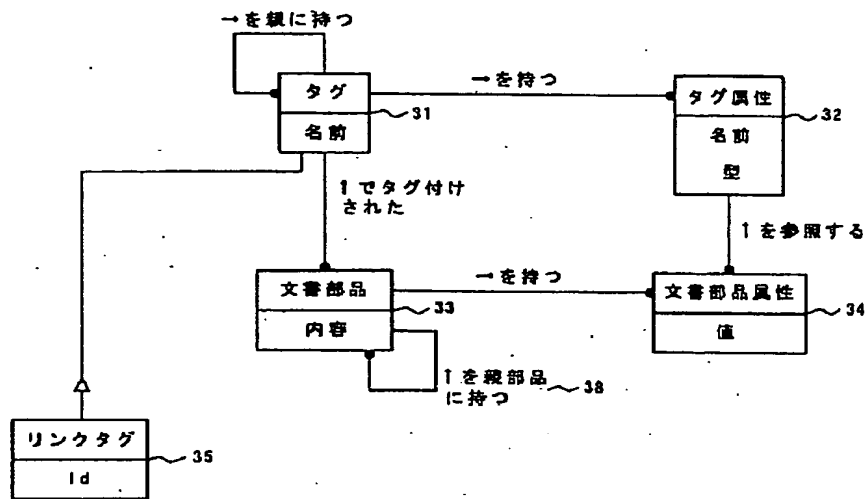 →を親に持つ
タグ
名前
31
→を持つ
タグ属性
名前
型
32
↑でタグ付け
された
↑を参照する
文書部品
内容
33
→を持つ
文書部品属性
値
34
↑を親部品
に持つ
38
リンクタグ
Id
35